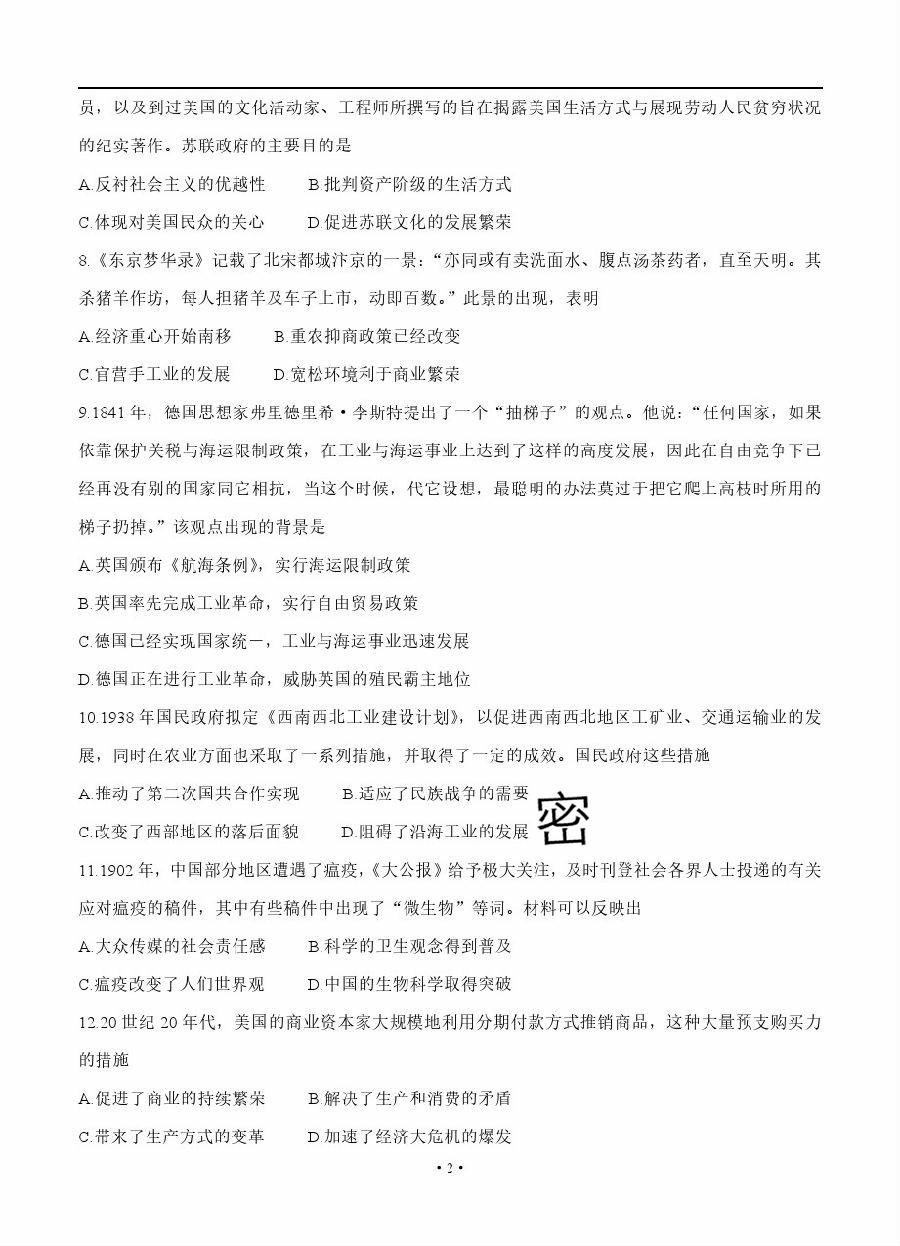 员，以及到过美国的文化活动家、工程师所撰写的旨在揭露美国生活方式与展现劳动人民贫穷状况
的纪实著作。苏联政府的主要目的是
A.反衬社会主义的优越性 B批判资产阶级的生活方式
C.体现对美国民众的关心 D.促进苏联文化的发展繁荣
8.《东京梦华录》记载了北宋都城汴京的一景：“亦间或有卖洗面水、腹点汤茶药者，直至天明。其
杀猪羊作坊，每人担猪羊及车子上市，动即百数。”此景的出现，表明
A.经济重心开始南移 B.重农抑商政策已经改变
C.官营手工业的发展 D.宽松环境利于商业繁荣
9.1841年，德国思想家弗里德里希·李斯特提出了一个“抽梯子”的观点。他说：“任何国家，如果
依靠保护关税与海运限制政策，在工业与海运事业上达到了这样的高度发展，因此在自由竞争下已
经再没有别的国家同它相抗，当这个时候，代它设想，最聪明的办法莫过于把它爬上高枝时所用的
梯子扔掉。”该观点出现的背景是
A.英国颁布《航海条例》，实行海运限制政策
B.英国率先完成工业革命，实行自由贸易政策
C.德国已经实现国家统一，工业与海运事业迅速发展
D.德国正在进行工业革命，威胁英国的殖民霸主地位
10.1938年国民政府拟定《西南西北工业建设计划》，以促进西南西北地区工矿业、交通运输业的发
展，同时在农业方面也采取了一系列措施，并取得了一定的成效。国民政府这些措施
A.推动了第二次国共合作实现 B.适应了民族战争的需要
C.改变了西部地区的落后面貌 D.阻碍了沿海工业的发展
密
11.1902年，中国部分地区遭遇了瘟疫，《大公报》给予极大关注，及时刊登社会各界人士投递的有关
应对瘟疫的稿件，其中有些稿件中出现了“微生物”等词。材料可以反映出
A.大众传媒的社会责任感 B科学的卫生观念得到普及
C.瘟疫改变了人们世界观 D.中国的生物科学取得突破
12.20世纪20年代，美国的商业资本家大规模地利用分期付款方式推销商品，这种大量预支购买力
的措施
A.促进了商业的持续繁荣 B.解决了生产和消费的矛盾
C.带来了生产方式的变革 D.加速了经济大危机的爆发
·2·